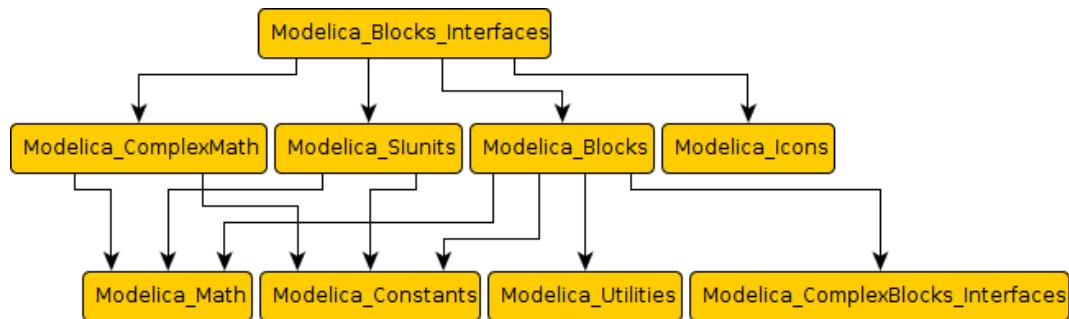 Modelica_Blocks_Interfaces
Modelica_ComplexMath
Modelica_SIunits
Modelica_Blocks
Modelica_Icons
Modelica_Math
Modelica_Constants
Modelica_Utilities
Modelica_ComplexBlocks_Interfaces